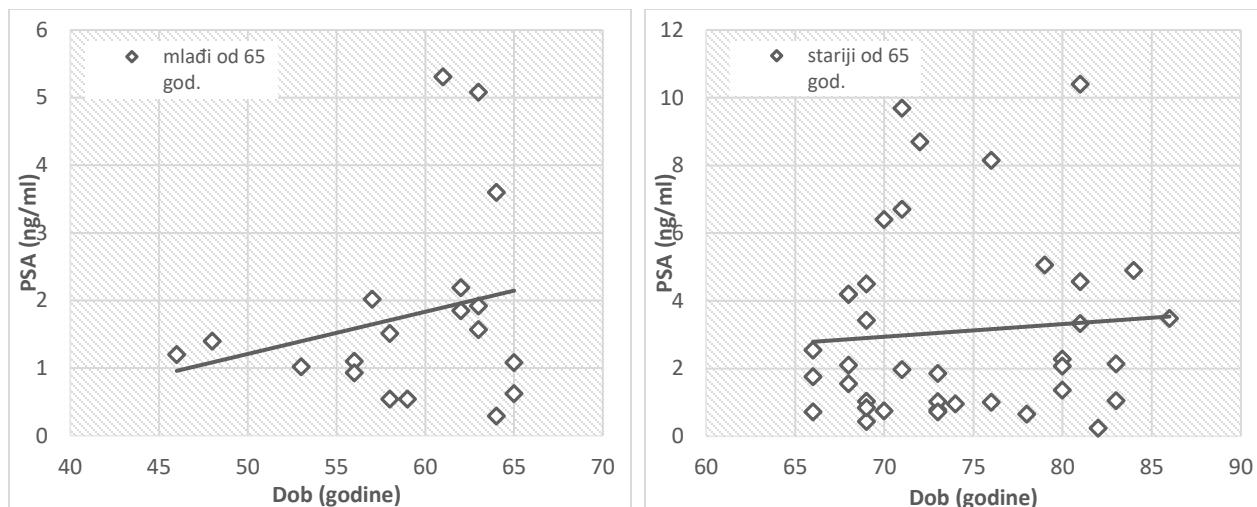 6
5
4
3
2
1
0
PSA (ng/ml)
mlađi od 65
god.
40 45 50 55 60 65 70
Dob (godine)
12
10
8
6
4
2
0
PSA (ng/ml)
stariji od 65
god.
60 65 70 75 80 85 90
Dob (godine)